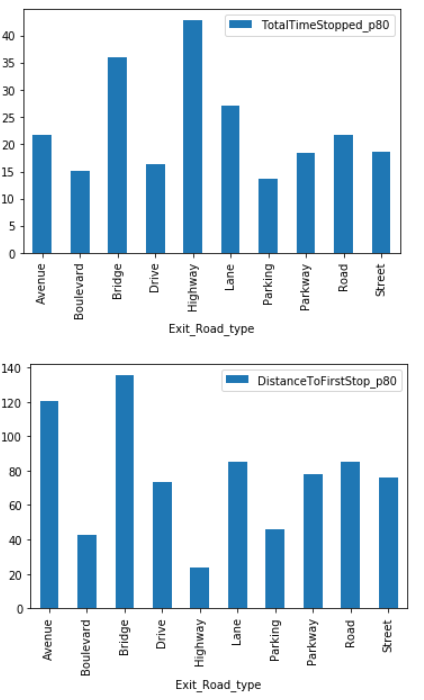 TotalTimeStopped_p80
40
35
30
25
20
15
10
5
0
Avenue Boulevard Bridge Drive Highway Lane Parking Parkway Road Street
Exit_Road_type
DistanceToFirstStop_p80
140
120
100
80
60
40
20
0
Avenue Boulevard Bridge Drive Highway Lane Parking Parkway Road Street
Exit_Road_type